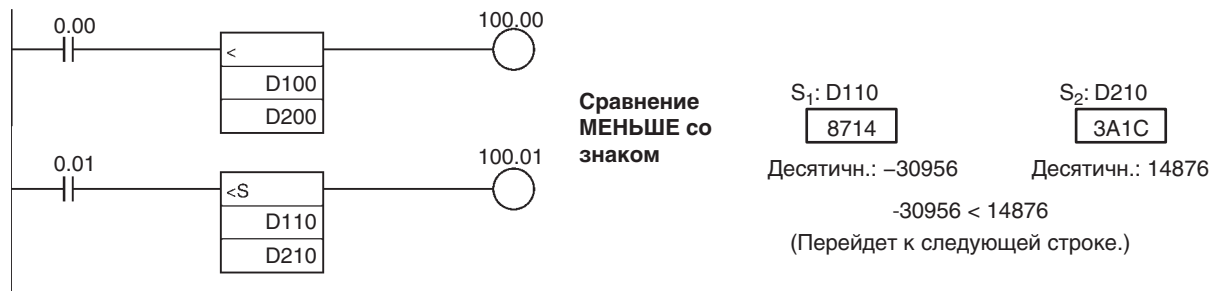 0.00
<
D100
D200
100.00
0.01
<S
D110
D210
100.01
Сравнение
МЕНЬШЕ со
знаком
S1: D110
8714
Десятичн.: –30956
S2: D210
3A1C
Десятичн.: 14876
-30956 < 14876
(Перейдет к следующей строке.)